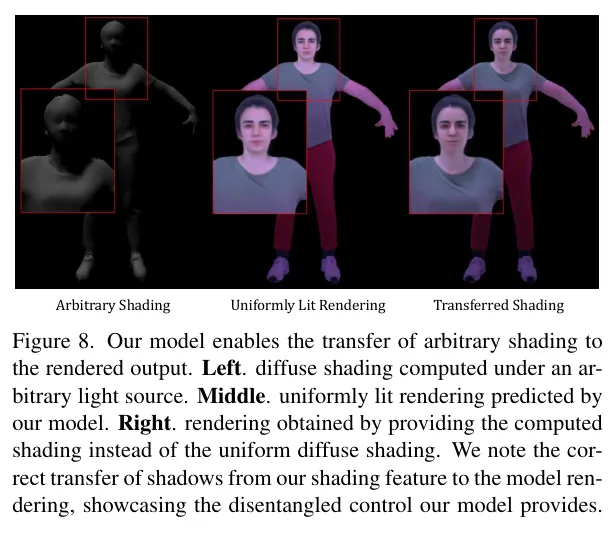 Arbitrary Shading
Uniformly Lit Rendering
Transferred Shading
Figure 8. Our model enables the transfer of arbitrary shading to
the rendered output. Left. diffuse shading computed under an ar-
bitrary light source. Middle. uniformly lit rendering predicted by
our model. Right. rendering obtained by providing the computed
shading instead of the uniform diffuse shading. We note the cor-
rect transfer of shadows from our shading feature to the model ren-
dering, showcasing the disentangled control our model provides.